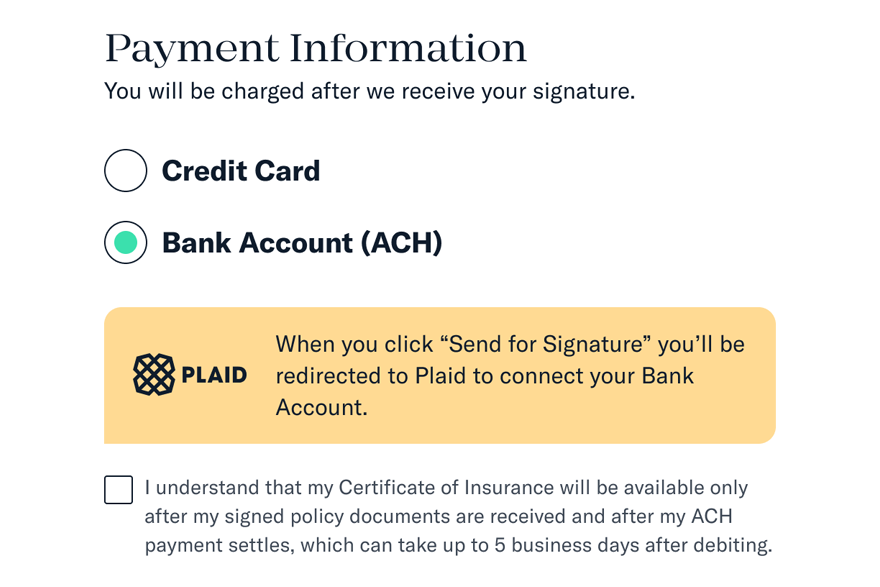 Payment Information
You will be charged after we receive your signature.
Credit Card
Bank Account (ACH)
PLAID
When you click “Send for Signature” you’ll be
redirected to Plaid to connect your Bank
Account.
I understand that my Certificate of Insurance will be available only
after my signed policy documents are received and after my ACH
payment settles, which can take up to 5 business days after debiting.